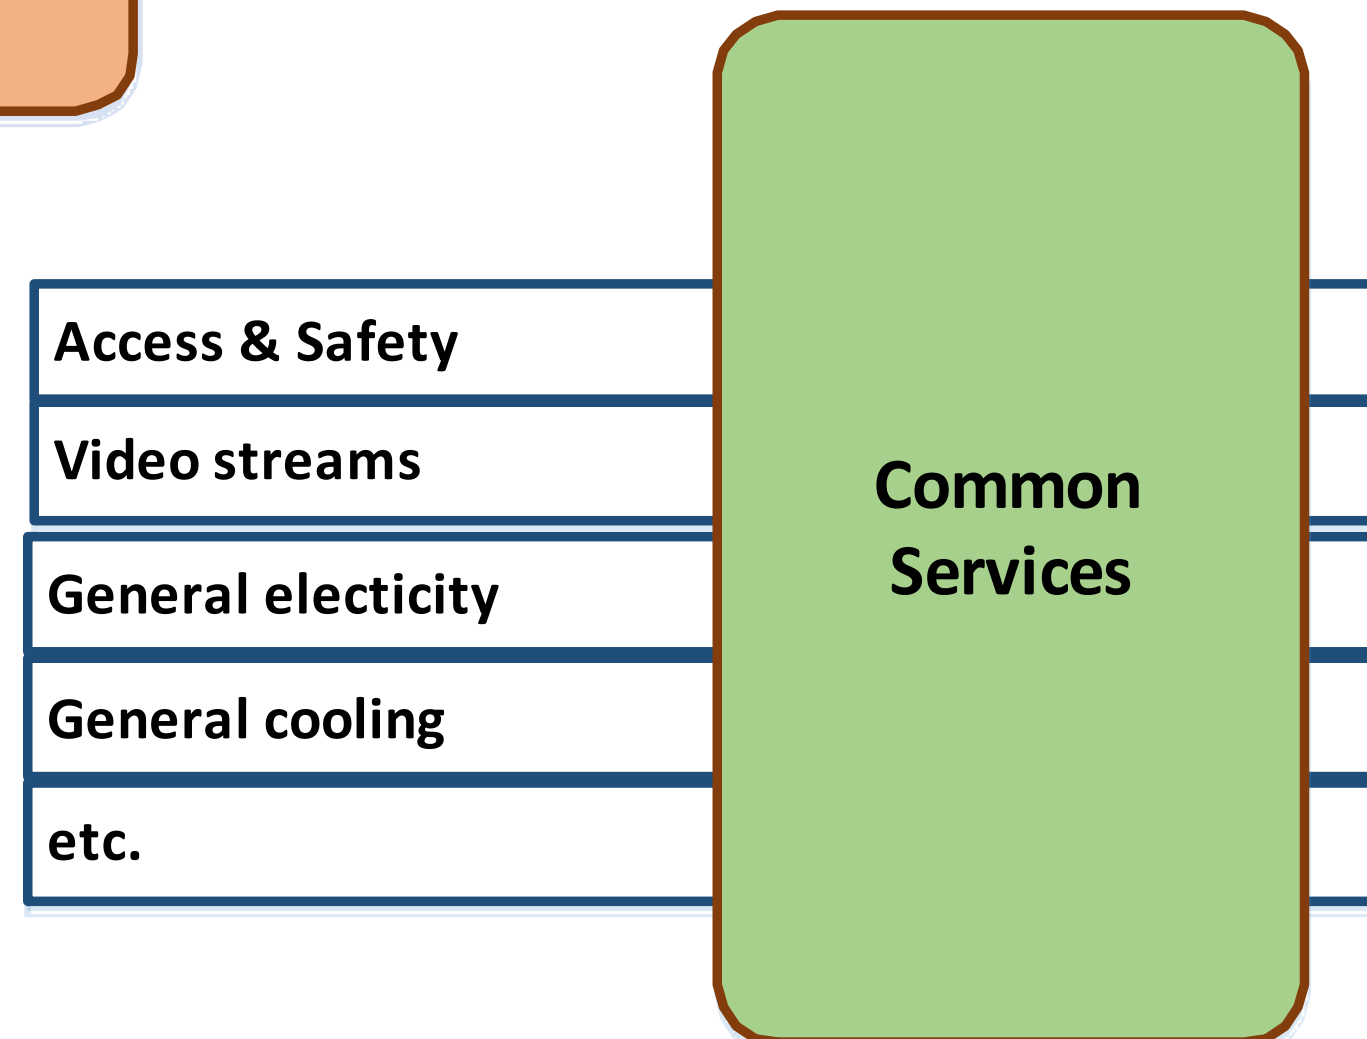 Access & Safety
Video streams
General electicity
General cooling
etc.
Common
Services